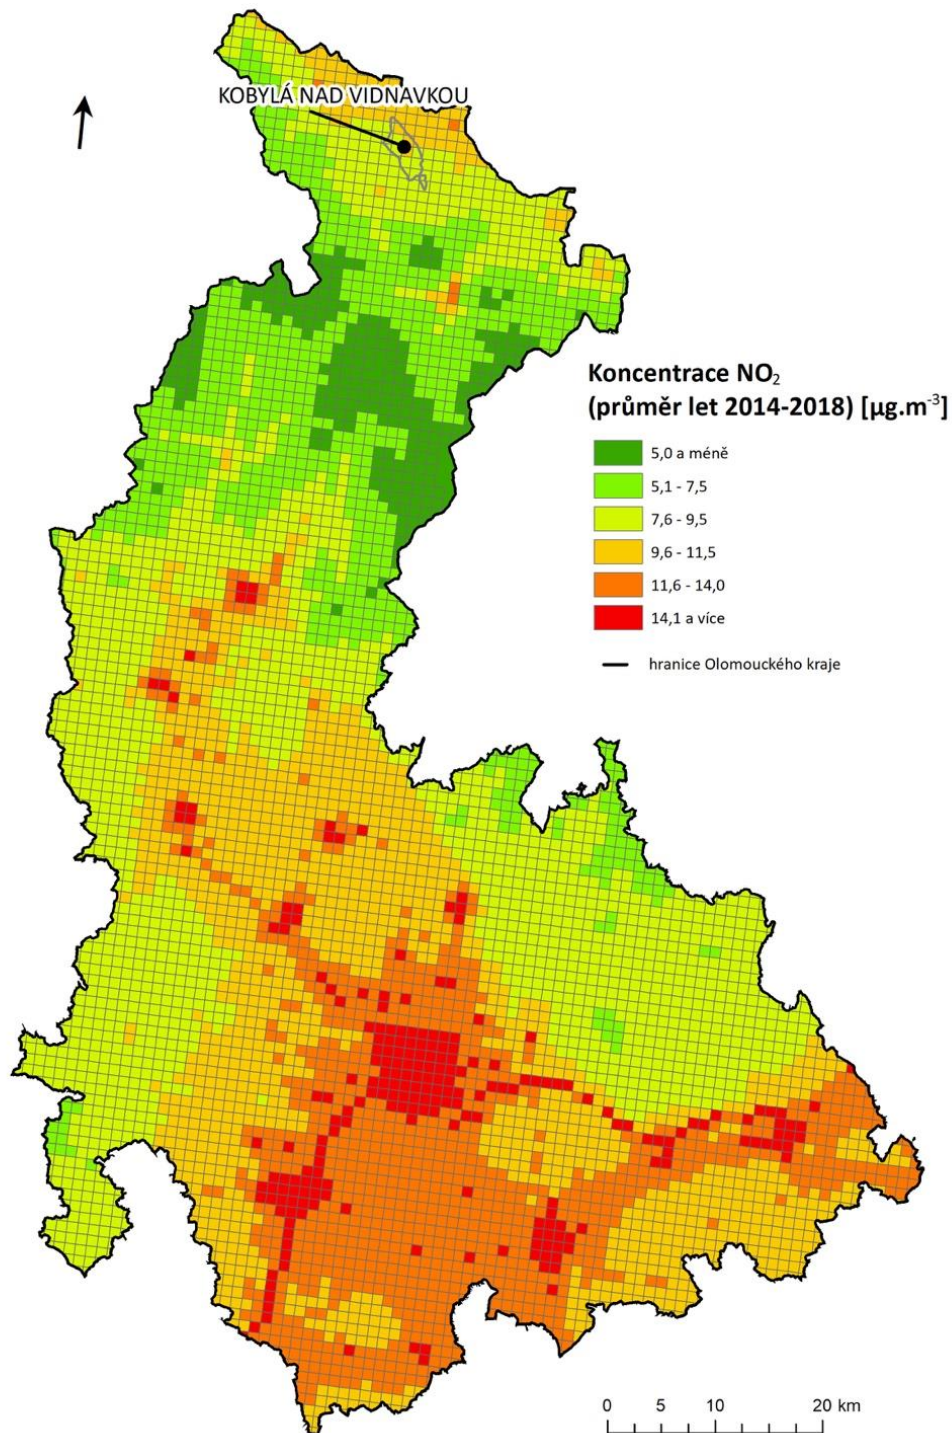 KOBYLÁ NAD VIDNAVKOU
Koncentrace NO₂
(průměr let 2014-2018) [µg.m⁻³]
5,0 a méně
5,1 - 7,5
7,6 - 9,5
9,6 - 11,5
11,6 - 14,0
14,1 a více
hranice Olomouckého kraje
0 5 10 20 km